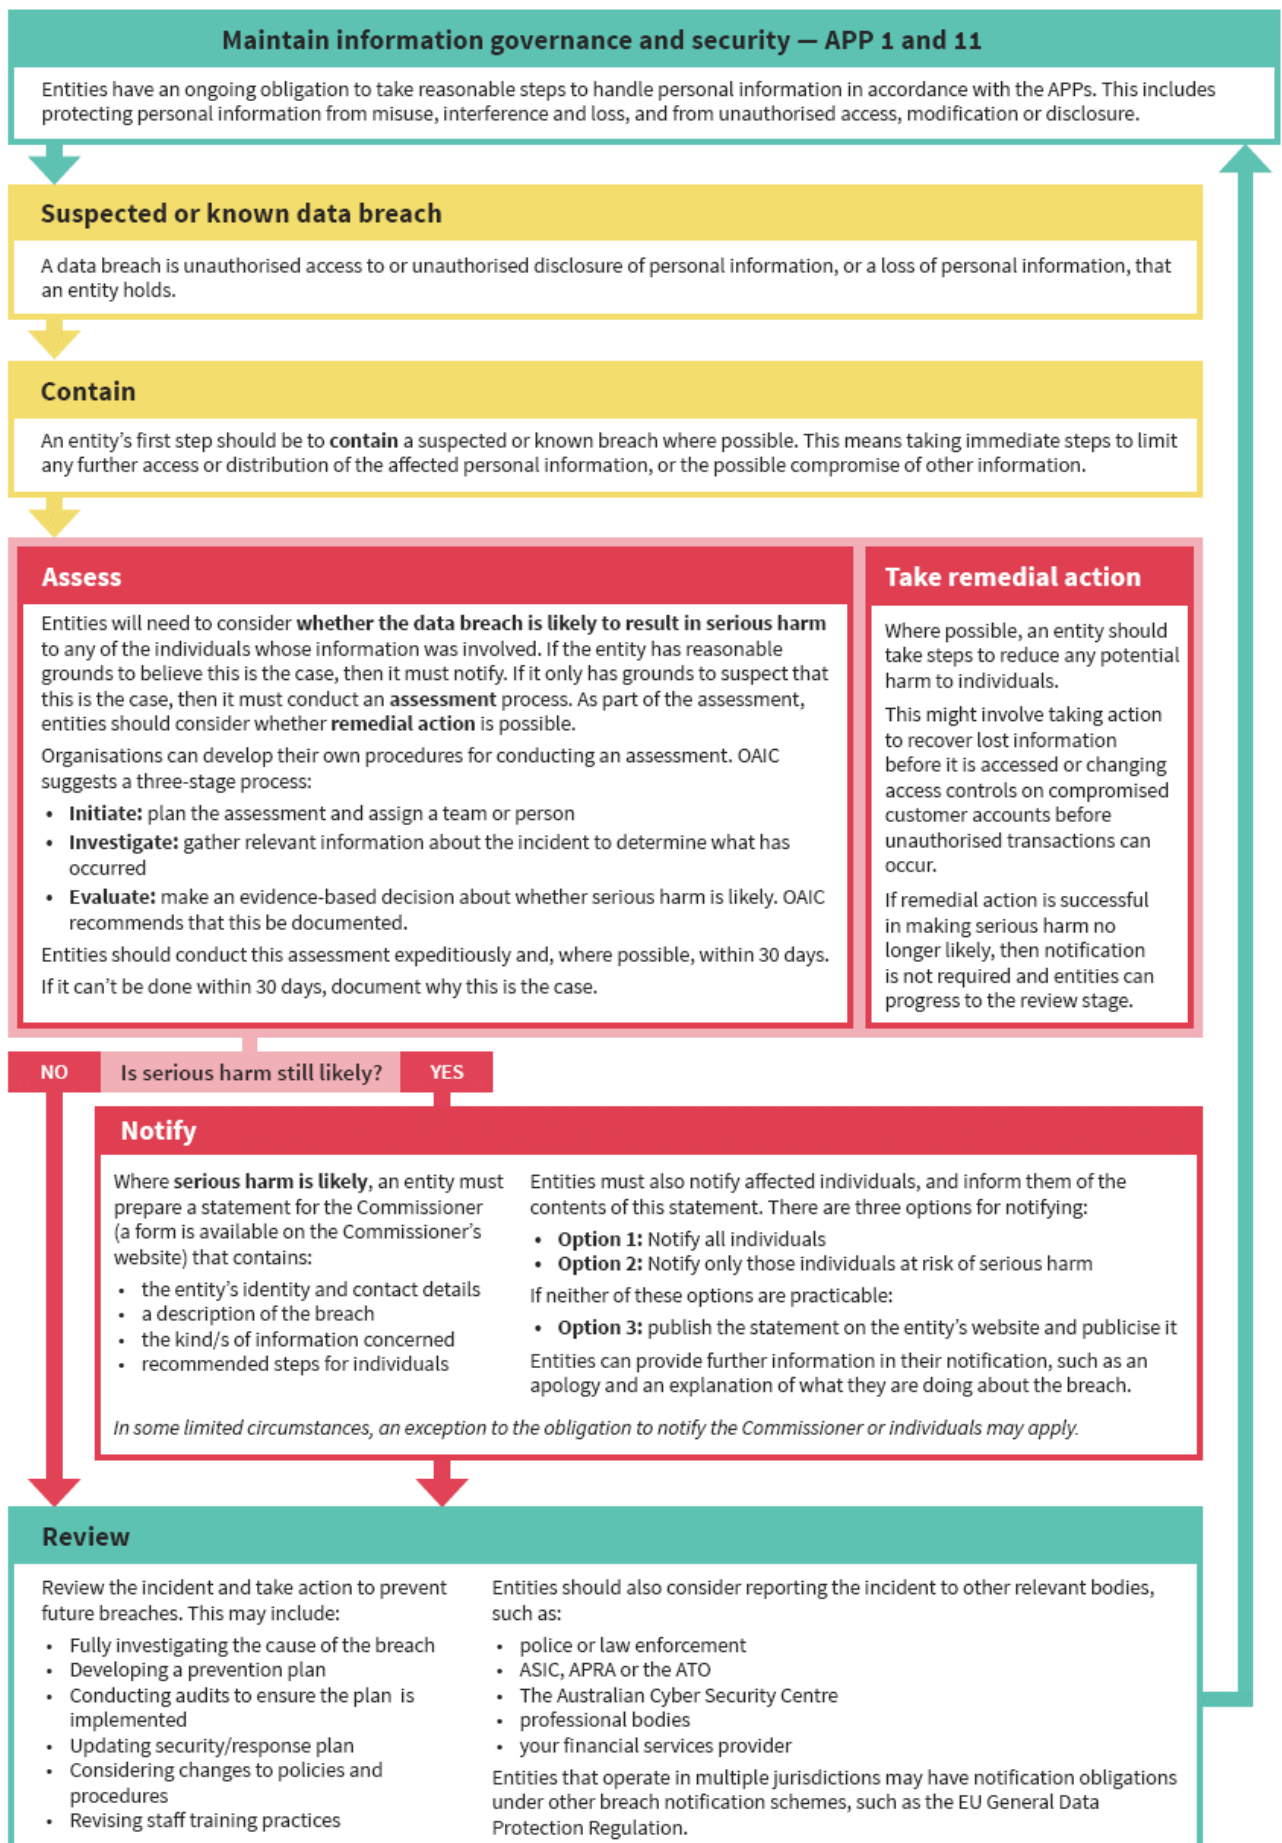 Maintain information governance and security — APP 1 and 11
Entities have an ongoing obligation to take reasonable steps to handle personal information in accordance with the APPs. This includes
protecting personal information from misuse, interference and loss, and from unauthorised access, modification or disclosure.
Suspected or known data breach
A data breach is unauthorised access to or unauthorised disclosure of personal information, or a loss of personal information, that
an entity holds.
Contain
An entity’s first step should be to contain a suspected or known breach where possible. This means taking immediate steps to limit
any further access or distribution of the affected personal information, or the possible compromise of other information.
Assess
Entities will need to consider whether the data breach is likely to result in serious harm
to any of the individuals whose information was involved. If the entity has reasonable
grounds to believe this is the case, then it must notify. If it only has grounds to suspect that
this is the case, then it must conduct an assessment process. As part of the assessment,
entities should consider whether remedial action is possible.
Organisations can develop their own procedures for conducting an assessment. OAIC
suggests a three-stage process:
• Initiate: plan the assessment and assign a team or person
• Investigate: gather relevant information about the incident to determine what has
occurred
• Evaluate: make an evidence-based decision about whether serious harm is likely. OAIC
recommends that this be documented.
Entities should conduct this assessment expeditiously and, where possible, within 30 days.
If it can’t be done within 30 days, document why this is the case.
Take remedial action
Where possible, an entity should
take steps to reduce any potential
harm to individuals.
This might involve taking action
to recover lost information
before it is accessed or changing
access controls on compromised
customer accounts before
unauthorised transactions can
occur.
If remedial action is successful
in making serious harm no
longer likely, then notification
is not required and entities can
progress to the review stage.
NO
Is serious harm still likely?
YES
Notify
Where serious harm is likely, an entity must
prepare a statement for the Commissioner
(a form is available on the Commissioner’s
website) that contains:
• the entity’s identity and contact details
• a description of the breach
• the kind/s of information concerned
• recommended steps for individuals
Entities must also notify affected individuals, and inform them of the
contents of this statement. There are three options for notifying:
• Option 1: Notify all individuals
• Option 2: Notify only those individuals at risk of serious harm
If neither of these options are practicable:
• Option 3: publish the statement on the entity’s website and publicise it
Entities can provide further information in their notification, such as an
apology and an explanation of what they are doing about the breach.
In some limited circumstances, an exception to the obligation to notify the Commissioner or individuals may apply.
Review
Review the incident and take action to prevent
future breaches. This may include:
• Fully investigating the cause of the breach
• Developing a prevention plan
• Conducting audits to ensure the plan is
implemented
• Updating security/response plan
• Considering changes to policies and
procedures
• Revising staff training practices
Entities should also consider reporting the incident to other relevant bodies,
such as:
• police or law enforcement
• ASIC, APRA or the ATO
• The Australian Cyber Security Centre
• professional bodies
• your financial services provider
Entities that operate in multiple jurisdictions may have notification obligations
under other breach notification schemes, such as the EU General Data
Protection Regulation.